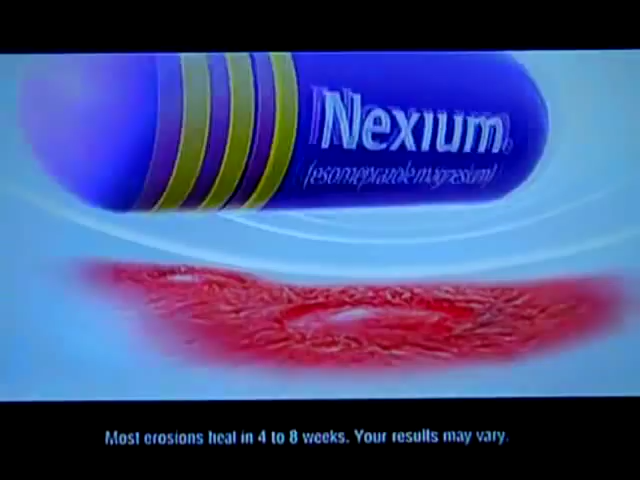 Nexium
(esomeprazole magnesium)
Most erosions heal in 4 to 8 weeks. Your results may vary.